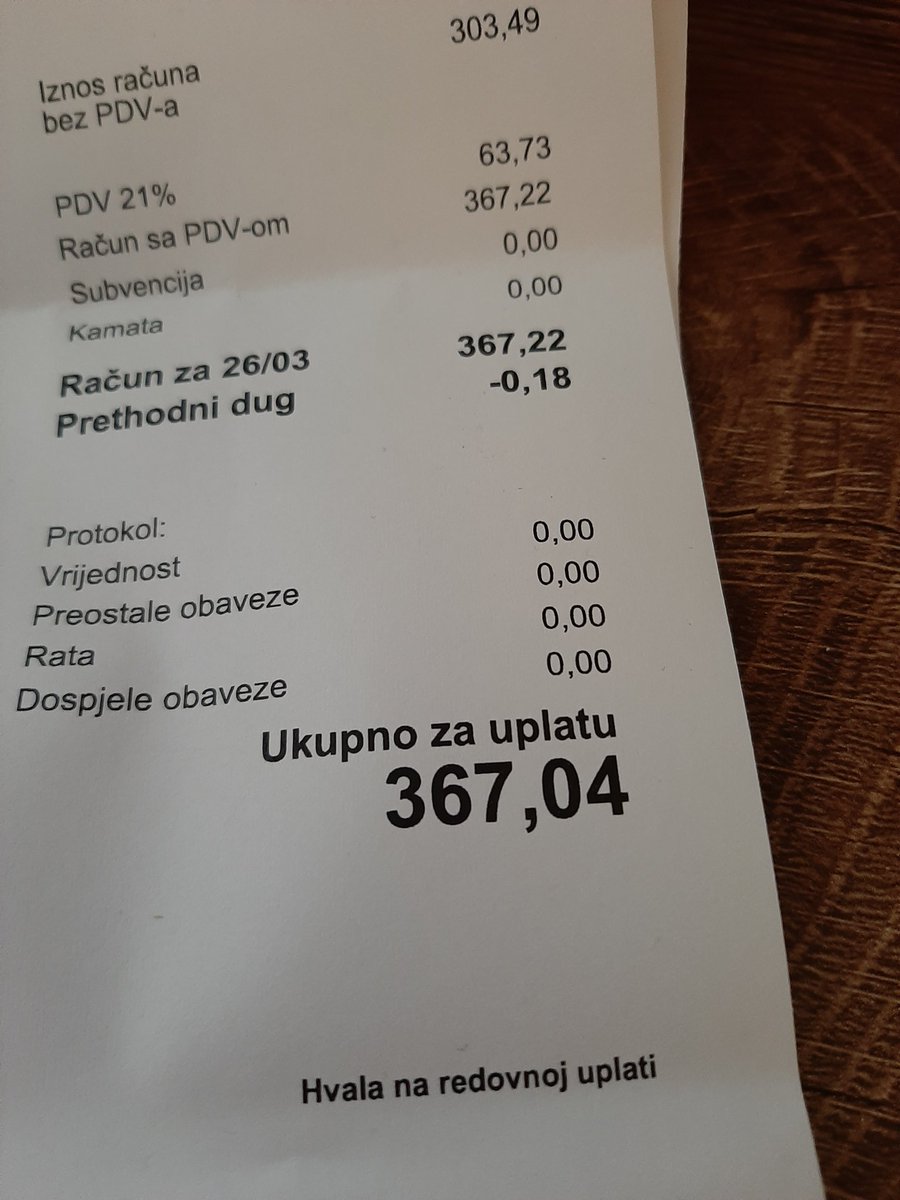 303,49
Iznos računa
bez PDV-a
63,73
PDV 21%
367,22
Račun sa PDV-om
0,00
Subvencija
0,00
Kamata
367,22
Račun za 26/03
-0,18
Prethodni dug
Protokol: 0,00
Vrijednost 0,00
Preostale obaveze 0,00
Rata 0,00
Dospjele obaveze
Ukupno za uplatu
367,04
Hvala na redovnoj uplati